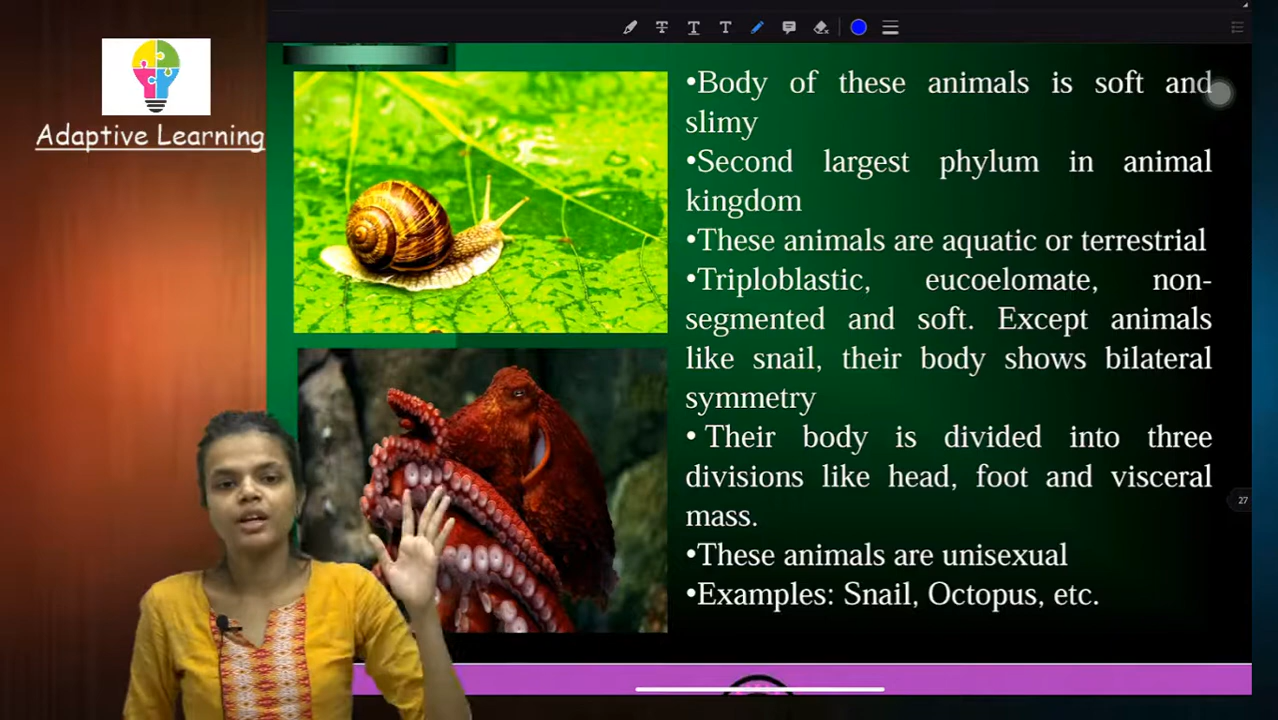 Adaptive Learning
•Body of these animals is soft and
slimy
•Second largest phylum in animal
kingdom
•These animals are aquatic or terrestrial
•Triploblastic, eucoelomate, non-
segmented and soft. Except animals
like snail, their body shows bilateral
symmetry
• Their body is divided into three
divisions like head, foot and visceral
mass.
•These animals are unisexual
•Examples: Snail, Octopus, etc.
27